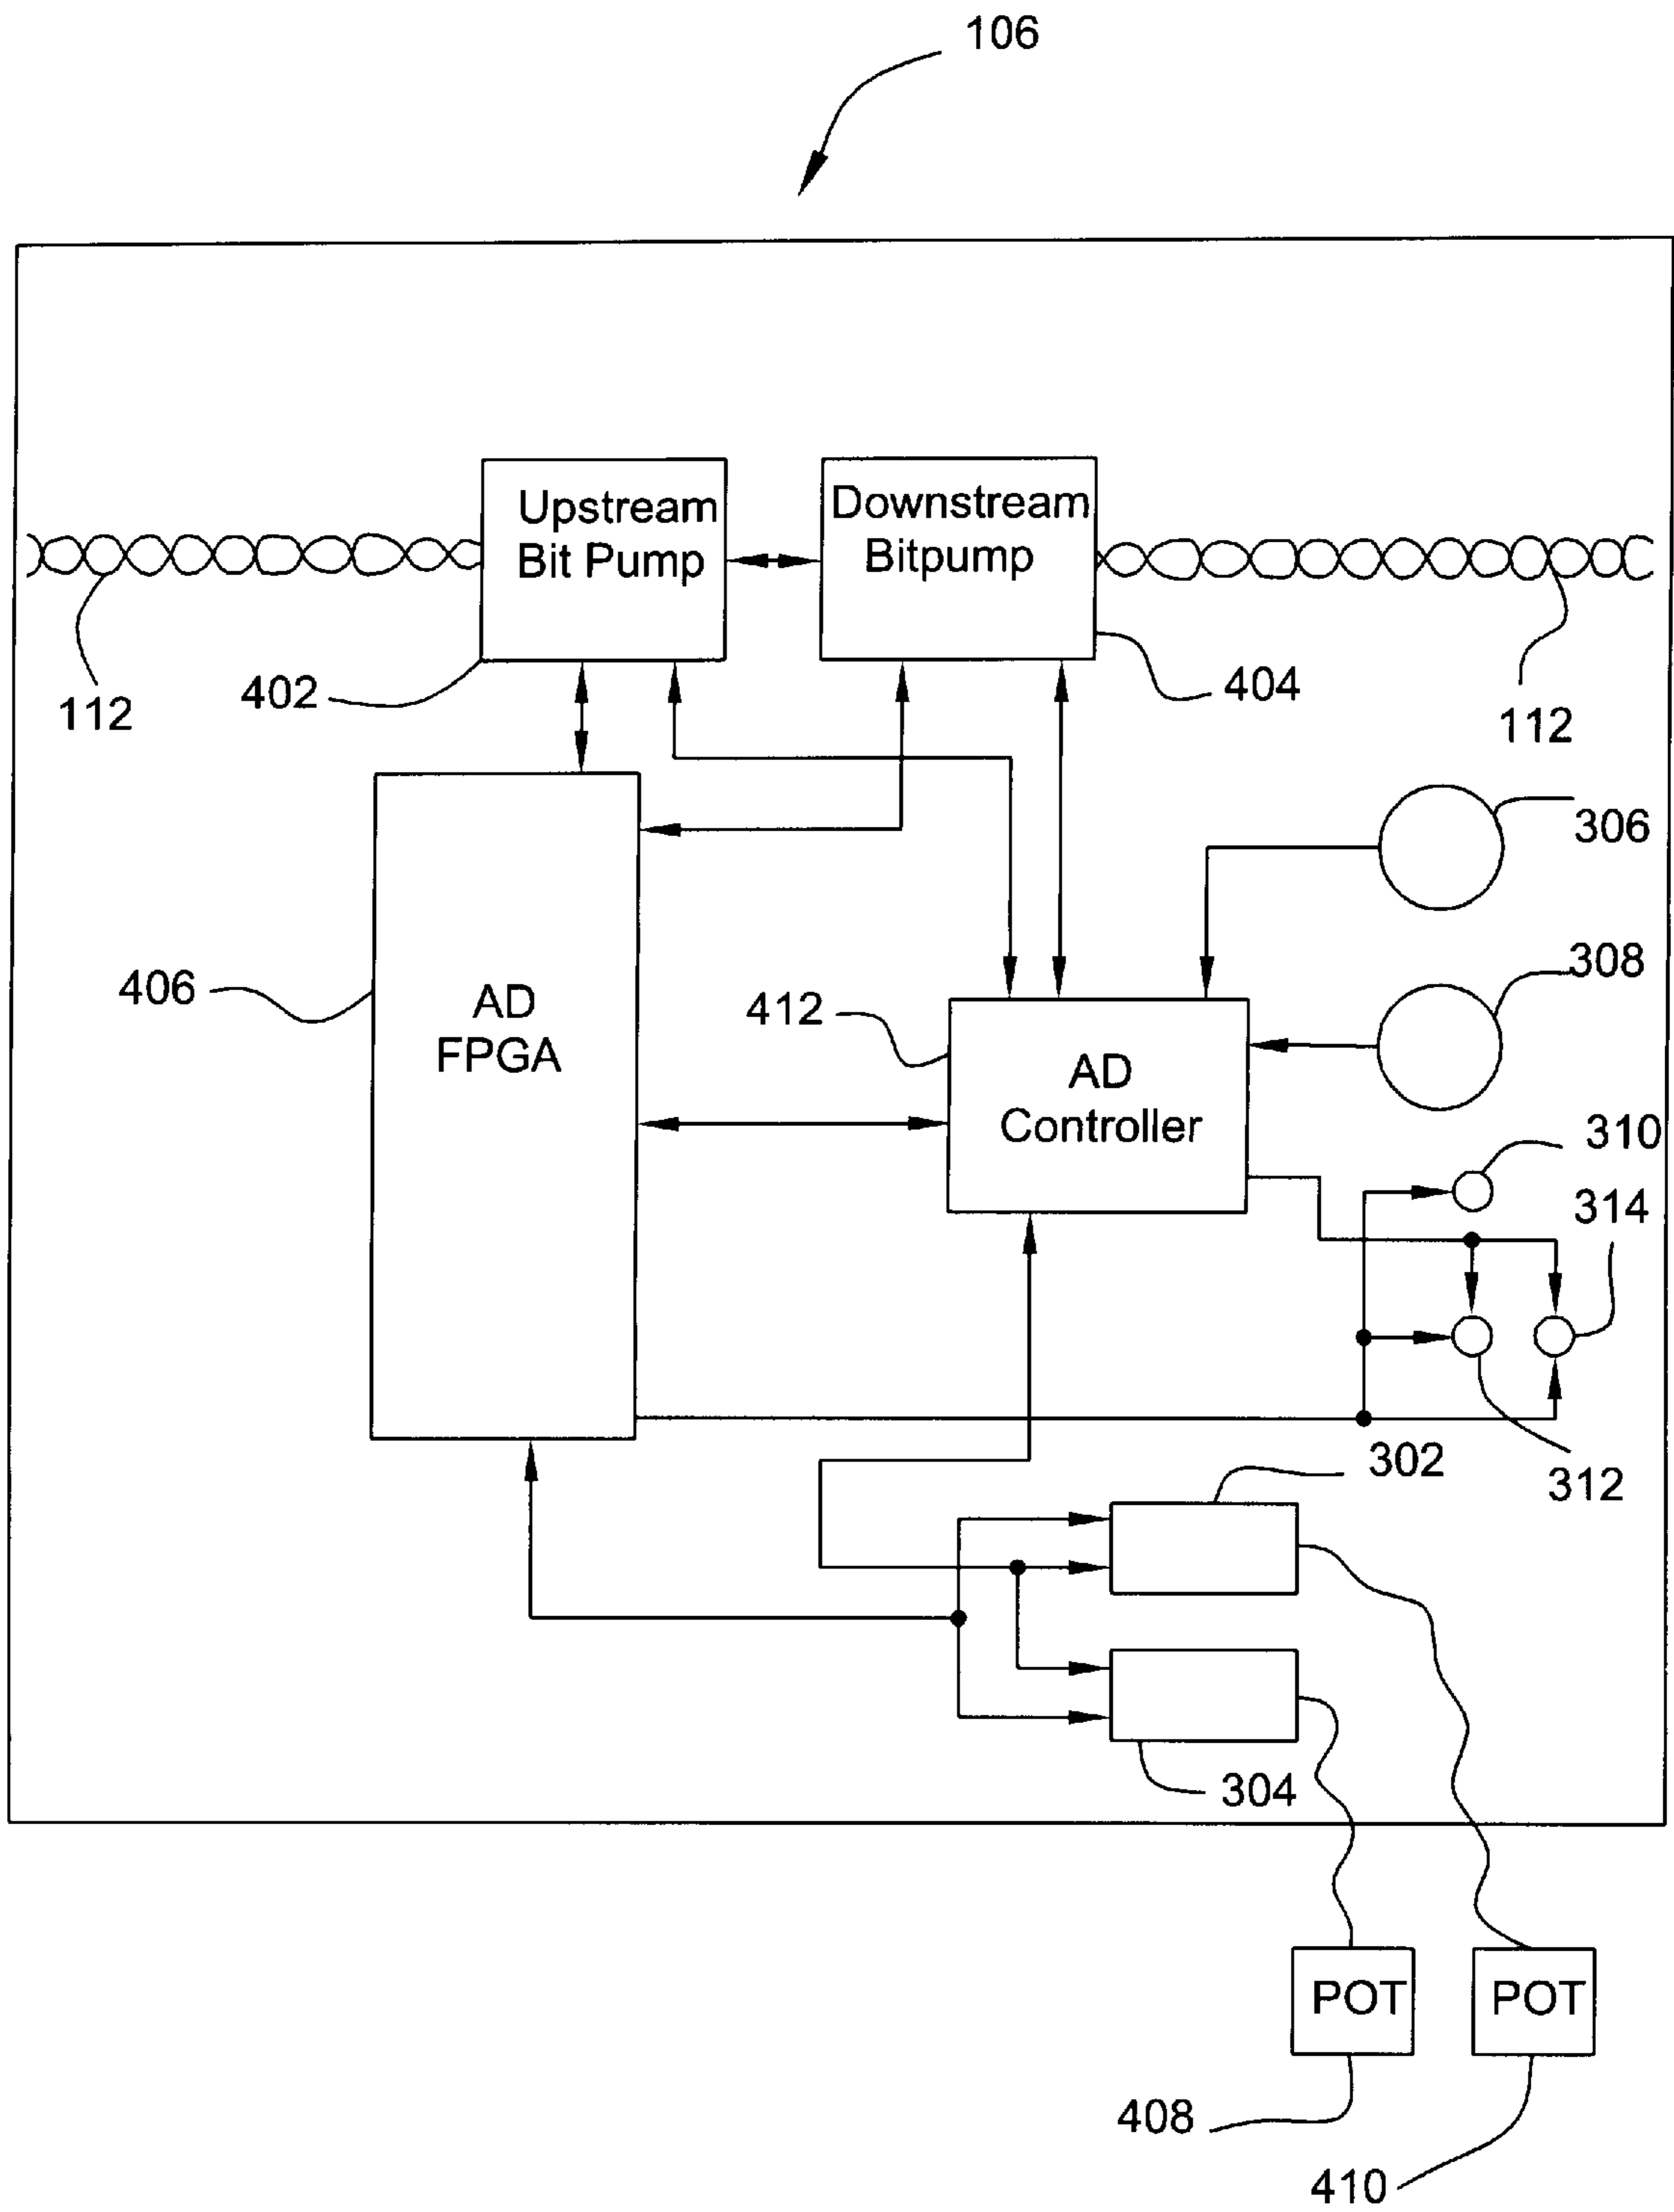 106
Upstream
Bit Pump
Downstream
Bitpump
112
402
404
112
306
406
AD
FPGA
412
308
AD
Controller
310
314
302
312
304
POT
POT
408
410